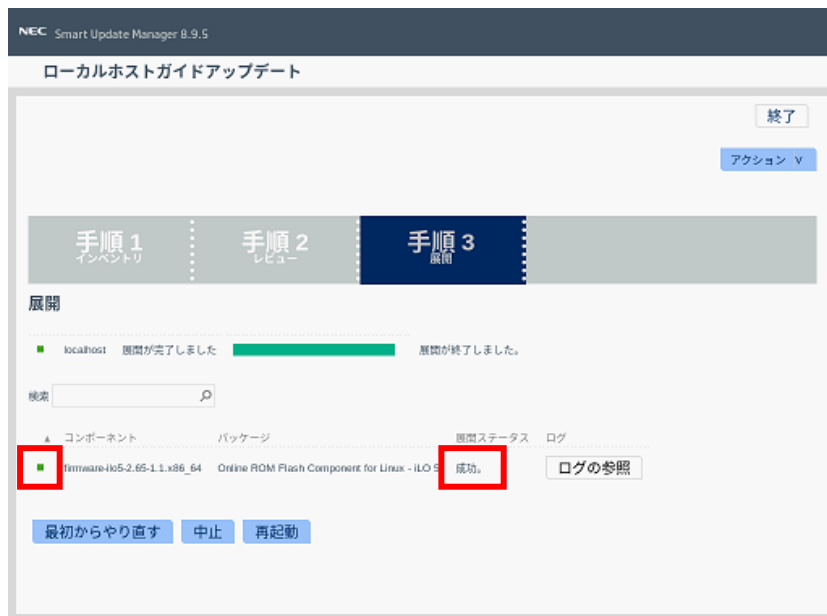 NEC Smart Update Manager 8.9.5
ローカルホストガイドアップデート
終了
アクション ∨
手順 1
インベントリ
手順 2
レビュー
手順 3
展開
展開
localhost 展開が完了しました 展開が終了しました。
検索
▲ コンポーネント パッケージ 展開ステータス ログ
firmware-ilo5-2.65-1.1.x86_64 Online ROM Flash Component for Linux - iLO 5 成功。 ログの参照
最初からやり直す 中止 再起動